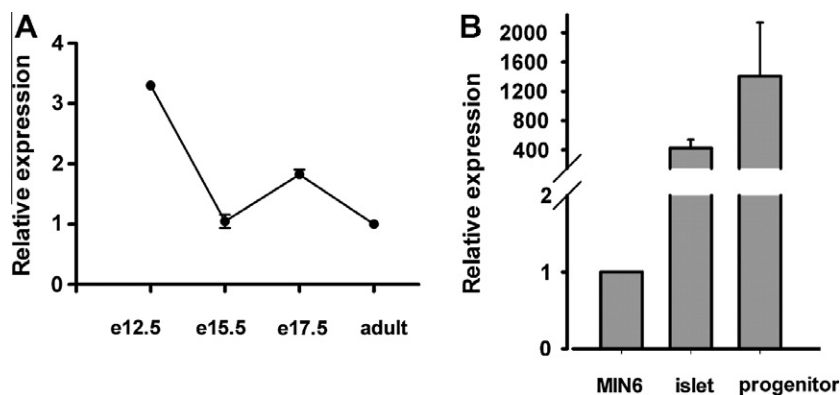 A
Relative expression
4
3
2
1
0
e12.5 e15.5 e17.5 adult
B
Relative expression
2000
1600
1200
800
400
2
1
0
MIN6 islet progenitor